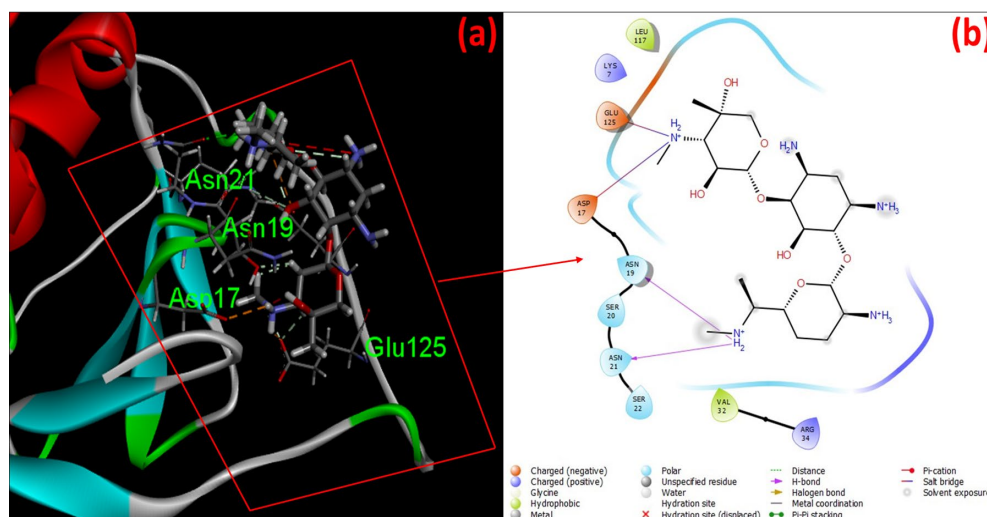 (a)
Asn21
Asn19
Asn17
Glu125
(b)
LEU
117
LYS
7
GLU
125
ASP
17
ASN
19
SER
20
ASN
21
SER
22
VAL
32
ARG
34
OH
H2
N+
O
HO
O
H2N
N+H3
HO
O
O
N+
H2
N+H3
Charged (negative)
Charged (positive)
Glycine
Hydrophobic
Metal
Polar
Unspecified residue
Water
Hydration site
Hydration site (displaced)
Distance
H-bond
Halogen bond
Metal coordination
Pi-Pi stacking
Pi-cation
Salt bridge
Solvent exposure